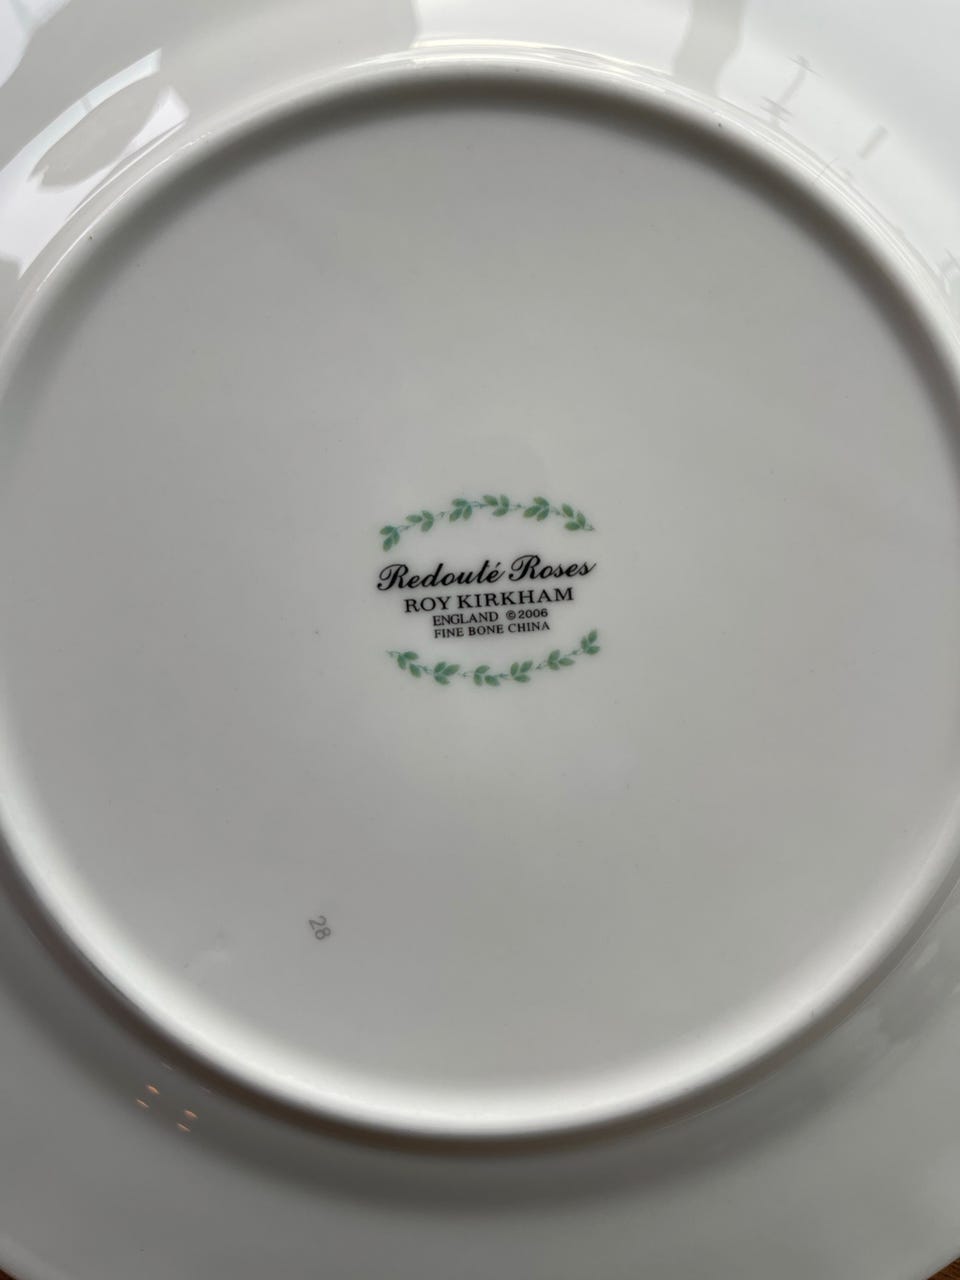 Redouté Roses
ROY KIRKHAM
ENGLAND ©2006
FINE BONE CHINA
28